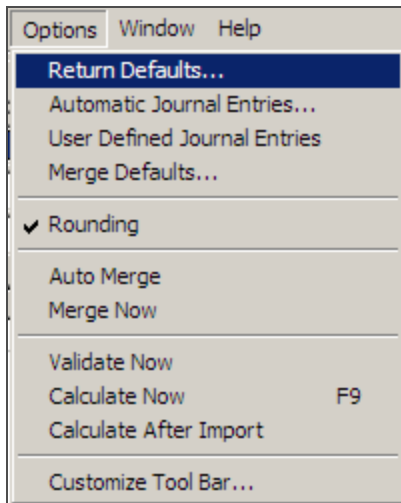 Options Window Help
Return Defaults...
Automatic Journal Entries...
User Defined Journal Entries
Merge Defaults...
Rounding
Auto Merge
Merge Now
Validate Now
Calculate Now F9
Calculate After Import
Customize Tool Bar...